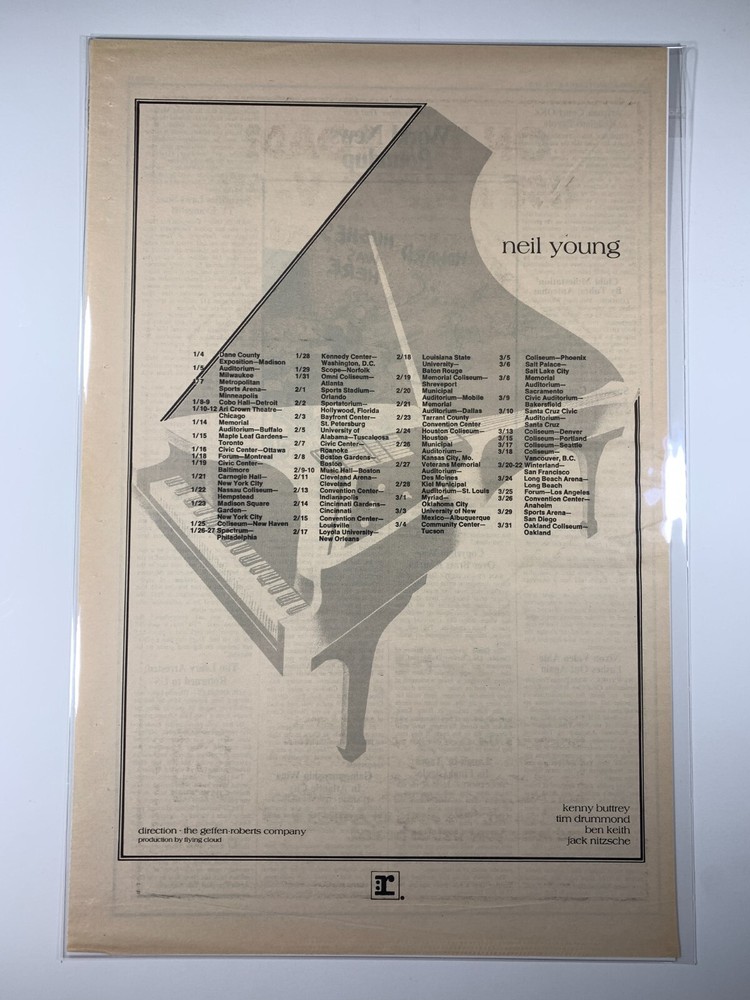 neil young
1/4 Dane County
Exposition—Madison
1/5 Auditorium—
Milwaukee
1/7 Metropolitan
Sports Arena—
Minneapolis
1/8-9 Cobo Hall—Detroit
1/10-12 Ari Crown Theatre—
Chicago
1/14 Memorial
Auditorium—Buffalo
1/15 Maple Leaf Gardens—
Toronto
1/16 Civic Center—Ottawa
1/18 Forum—Montreal
1/19 Civic Center—
Baltimore
1/21 Carnegie Hall—
New York City
1/22 Nassau Coliseum—
Hempstead
1/23 Madison Square
Garden—
New York City
1/25 Coliseum—New Haven
1/26-27 Spectrum—
Philadelphia
1/28 Kennedy Center—
Washington, D.C.
1/29 Scope—Norfolk
1/31 Omni Coliseum—
Atlanta
2/1 Sports Stadium—
Orlando
2/2 Sportatorium—
Hollywood, Florida
2/3 Bayfront Center—
St. Petersburg
2/5 University of
Alabama—Tuscaloosa
2/7 Civic Center—
Roanoke
2/8 Boston Gardens—
Boston
2/9-10 Music Hall—Boston
2/11 Cleveland Arena—
Cleveland
2/13 Convention Center—
Indianapolis
2/14 Cincinnati Gardens—
Cincinnati
2/15 Convention Center—
Louisville
2/17 Loyola University—
New Orleans
2/18 Louisiana State
University—
Baton Rouge
2/19 Memorial Coliseum—
Shreveport
2/20 Municipal
Auditorium—Mobile
2/21 Memorial
Auditorium—Dallas
2/23 Tarrant County
Convention Center
2/24 Houston Coliseum—
Houston
2/26 Municipal
Auditorium—
Kansas City, Mo.
2/27 Veterans Memorial
Auditorium—
Des Moines
2/28 Kiel Municipal
Auditorium—St. Louis
3/1 Myriad—
Oklahoma City
3/3 University of New
Mexico—Albuquerque
3/4 Community Center—
Tucson
3/5 Coliseum—Phoenix
3/6 Salt Palace—
Salt Lake City
3/8 Memorial
Auditorium—
Sacramento
3/9 Civic Auditorium—
Bakersfield
3/10 Santa Cruz Civic
Auditorium—
Santa Cruz
3/13 Coliseum—Denver
3/15 Coliseum—Portland
3/17 Coliseum—Seattle
3/18 Coliseum—
Vancouver, B.C.
3/20-22 Winterland—
San Francisco
3/24 Long Beach Arena—
Long Beach
3/25 Forum—Los Angeles
3/26 Convention Center—
Anaheim
3/29 Sports Arena—
San Diego
3/31 Oakland Coliseum—
Oakland
kenny buttrey
tim drummond
ben keith
jack nitzsche
direction · the geffen-roberts company
production by flying cloud
:r.